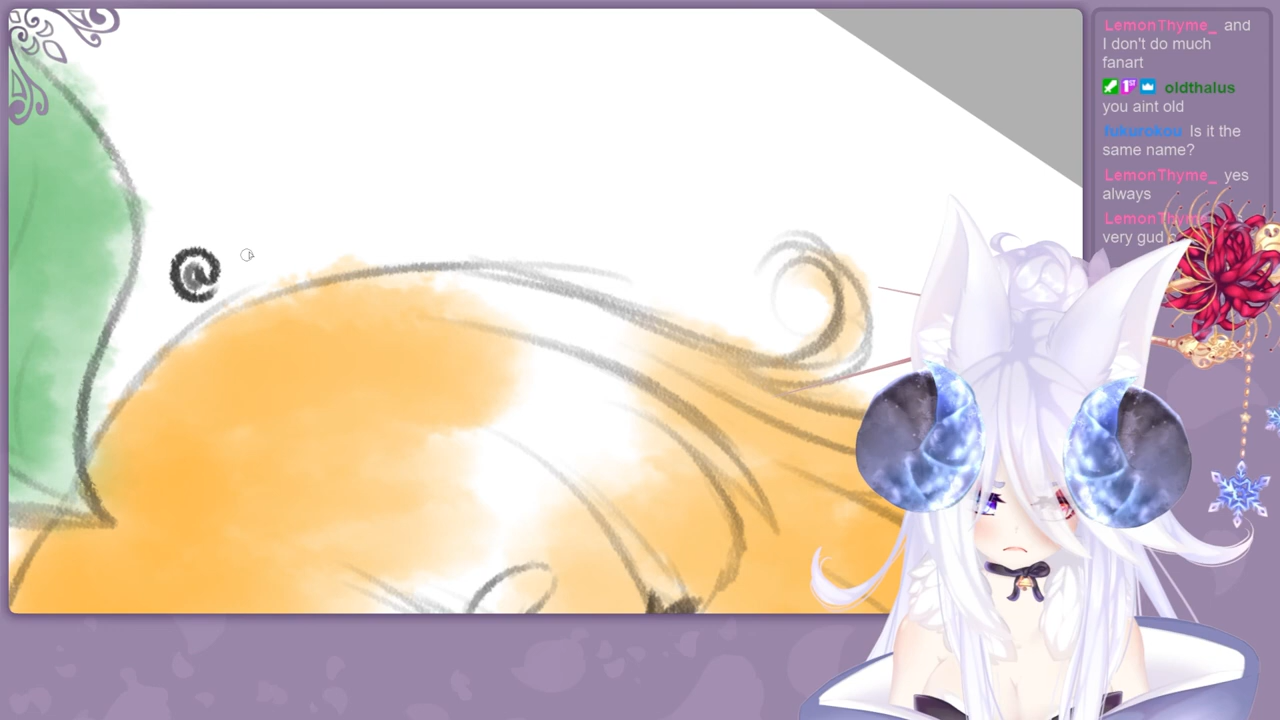 @
LemonThyme_ and
I don't do much
fanart
oldthalus
you aint old
fukurokou Is it the
same name?
LemonThyme_ yes
always
LemonThyme_
very gud